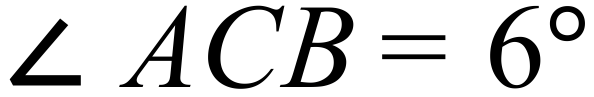 ∠ ACB = 6°